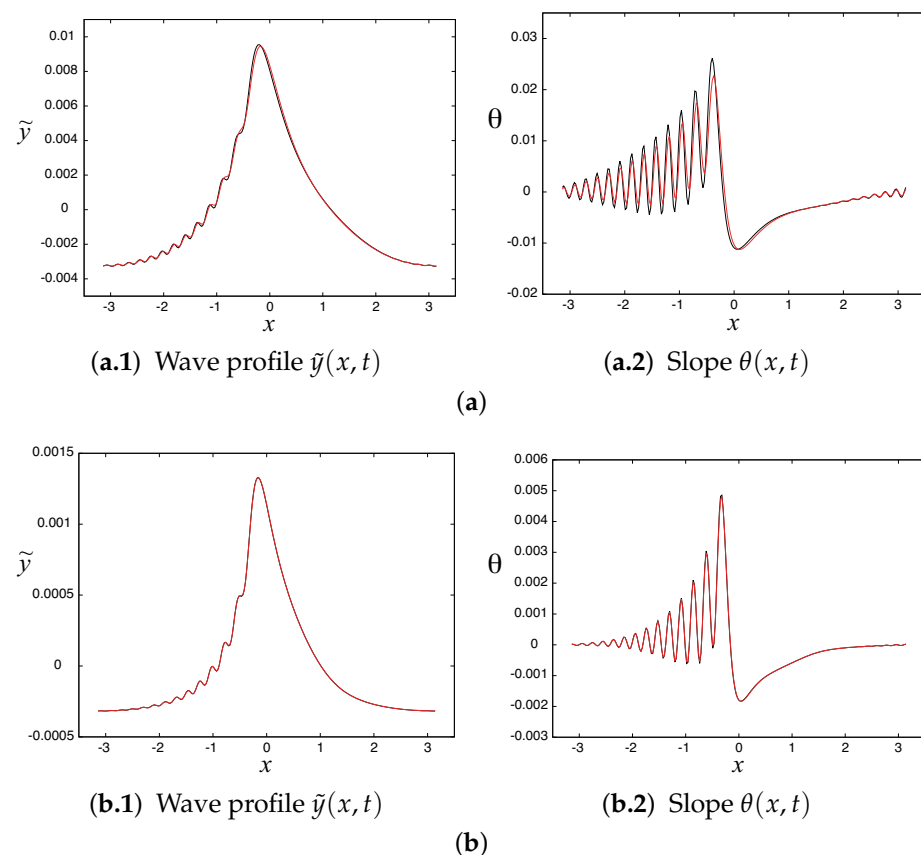 0.01
0.008
0.006
0.004
0.002
0
-0.002
-0.004
ỹ
-3 -2 -1 0 1 2 3
x
(a.1) Wave profile ỹ(x, t)
0.03
0.02
0.01
0
-0.01
-0.02
θ
-3 -2 -1 0 1 2 3
x
(a.2) Slope θ(x, t)
(a)
0.0015
0.001
0.0005
0
-0.0005
ỹ
-3 -2 -1 0 1 2 3
x
(b.1) Wave profile ỹ(x, t)
0.006
0.005
0.004
0.003
0.002
0.001
0
-0.001
-0.002
-0.003
θ
-3 -2 -1 0 1 2 3
x
(b.2) Slope θ(x, t)
(b)